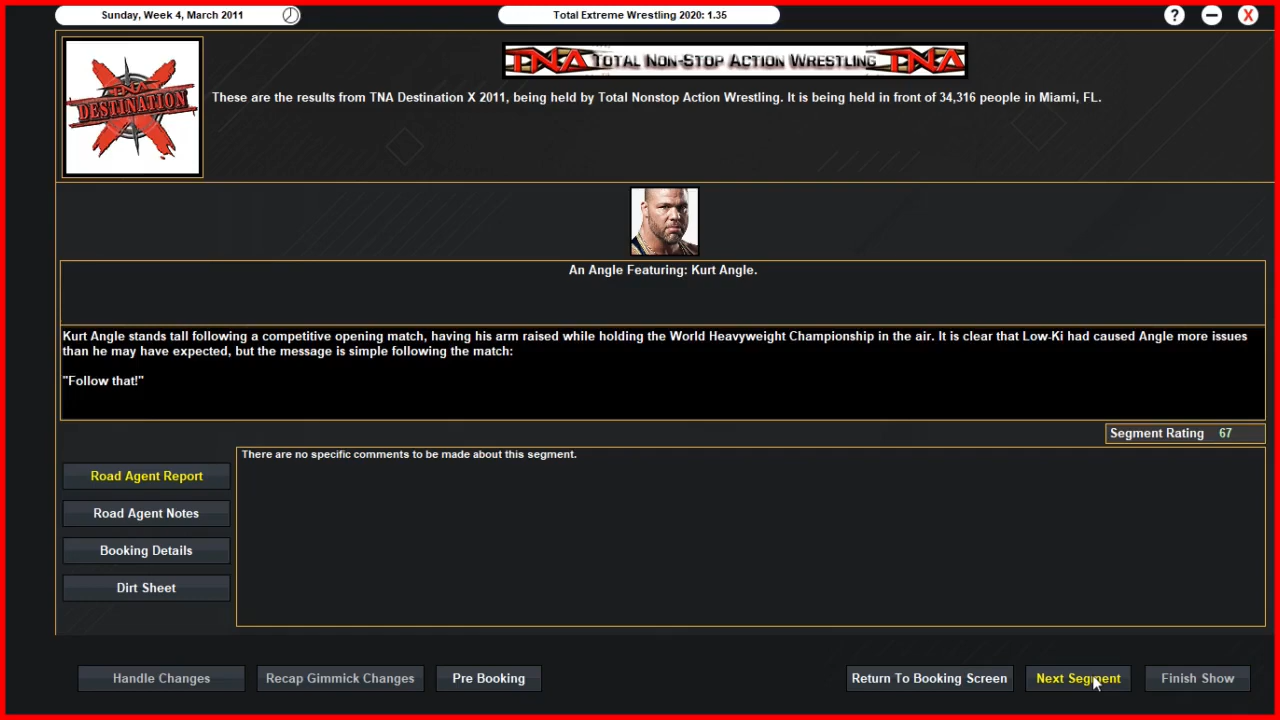 Sunday, Week 4, March 2011
Total Extreme Wrestling 2020: 1.35
?
X
TNA
DESTINATION
X
TNA TOTAL NON-STOP ACTION WRESTLING TNA
These are the results from TNA Destination X 2011, being held by Total Nonstop Action Wrestling. It is being held in front of 34,316 people in Miami, FL.
An Angle Featuring: Kurt Angle.
Kurt Angle stands tall following a competitive opening match, having his arm raised while holding the World Heavyweight Championship in the air. It is clear that Low-Ki had caused Angle more issues
than he may have expected, but the message is simple following the match:
"Follow that!"
Segment Rating 67
There are no specific comments to be made about this segment.
Road Agent Report
Road Agent Notes
Booking Details
Dirt Sheet
Handle Changes
Recap Gimmick Changes
Pre Booking
Return To Booking Screen
Next Segment
Finish Show